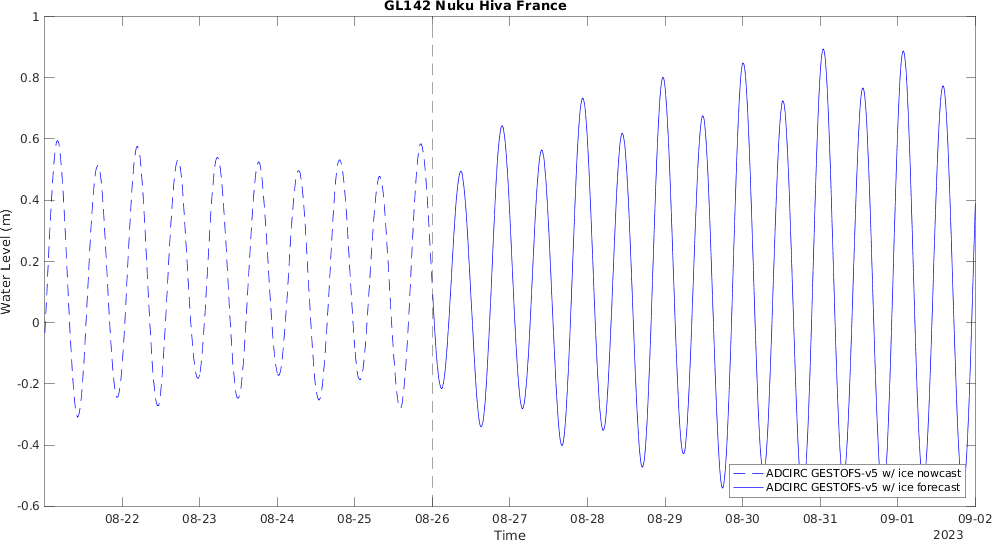 GL142 Nuku Hiva France
1
0.8
0.6
0.4
0.2
0
-0.2
-0.4
-0.6
Water Level (m)
ADCIRC GESTOFS-v5 w/ ice nowcast
ADCIRC GESTOFS-v5 w/ ice forecast
08-22 08-23 08-24 08-25 08-26 08-27 08-28 08-29 08-30 08-31 09-01 09-02
Time
2023